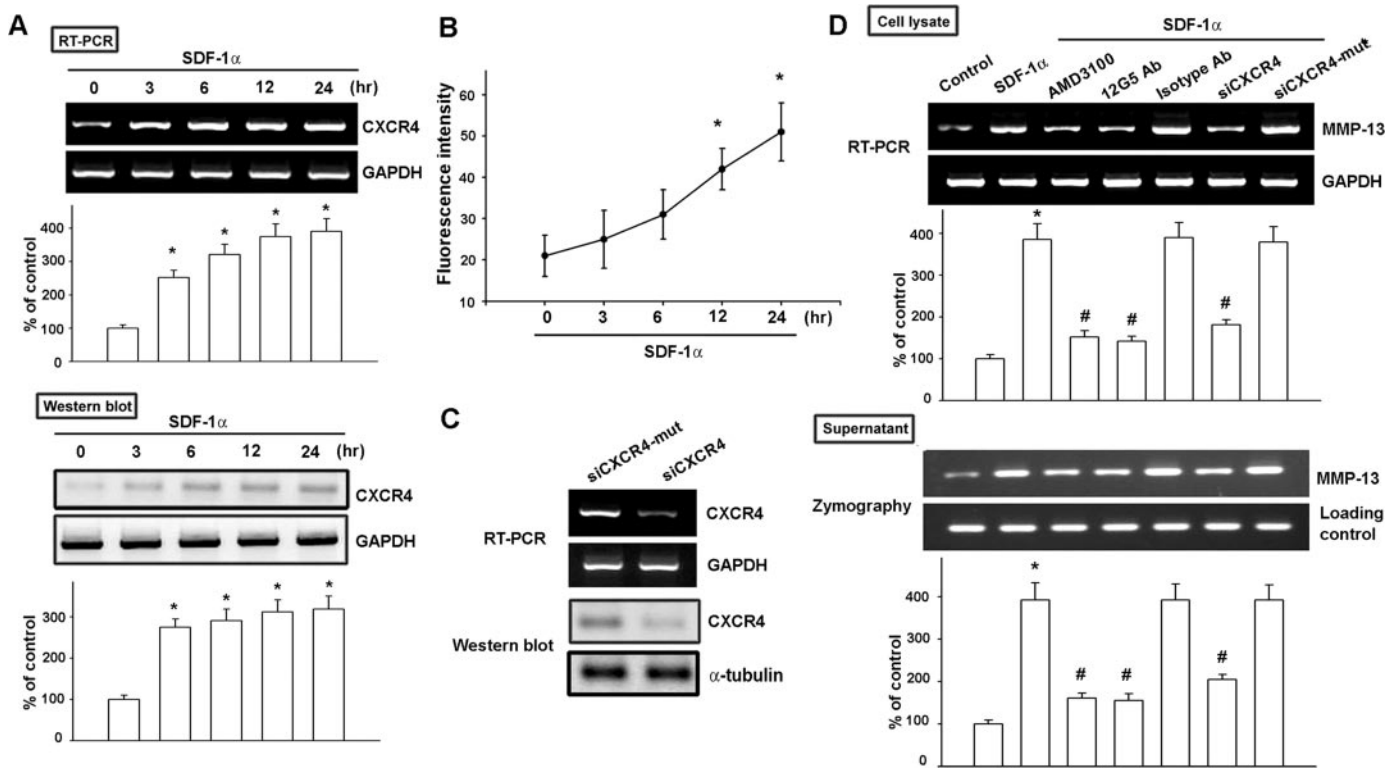 A
RT-PCR
SDF-1α
0 3 6 12 24 (hr)
CXCR4
GAPDH
% of control
400
300
200
100
0
* * * *
Western blot
SDF-1α
0 3 6 12 24 (hr)
CXCR4
GAPDH
% of control
300
200
100
0
* * * *
B
Fluorescence intensity
60
50
40
30
20
10
* *
0 3 6 12 24 (hr)
SDF-1α
C
siCXCR4-mut siCXCR4
RT-PCR
CXCR4
GAPDH
Western blot
CXCR4
α-tubulin
D
Cell lysate
SDF-1α
Control SDF-1α AMD3100 12G5 Ab Isotype Ab siCXCR4 siCXCR4-mut
RT-PCR
MMP-13
GAPDH
% of control
400
200
100
0
* # # #
Supernatant
Zymography
MMP-13
Loading control
% of control
400
200
100
0
* # # #